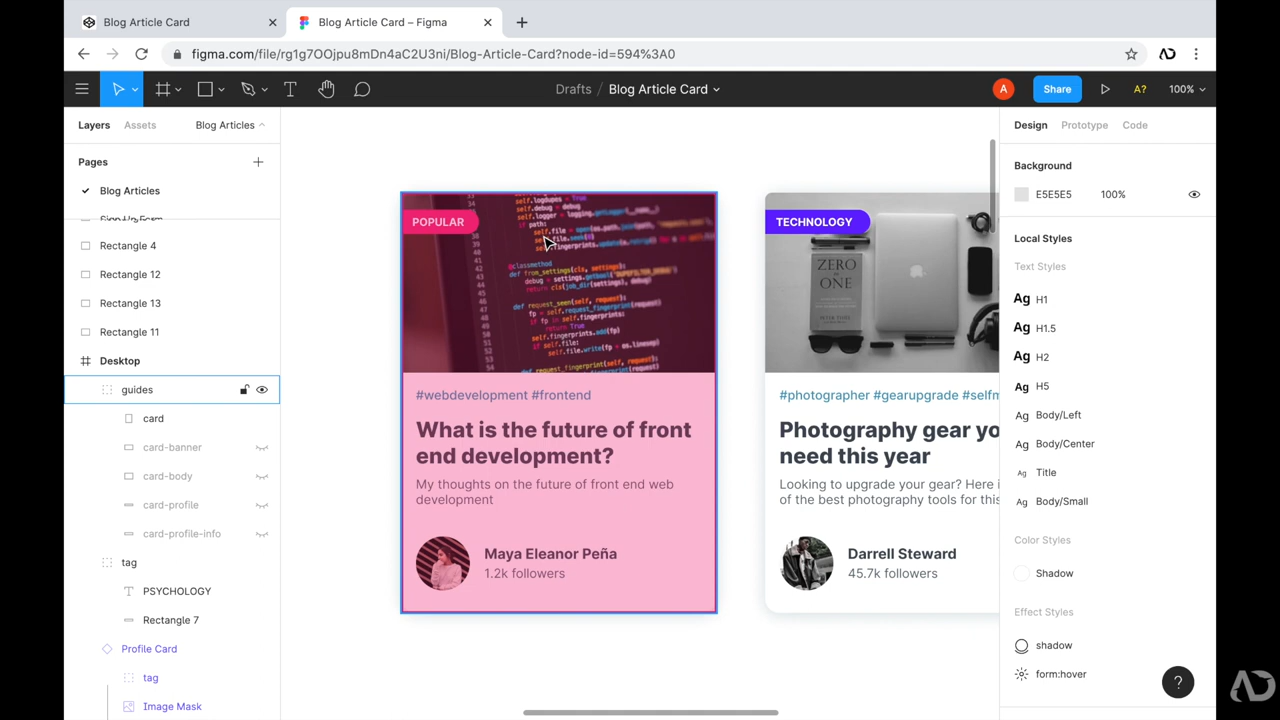 Blog Article Card
Blog Article Card – Figma
figma.com/file/rg1g7OOjpu8mDn4aC2U3ni/Blog-Article-Card?node-id=594%3A0
Drafts / Blog Article Card
A
Share
A?
100%
Layers
Assets
Blog Articles
Design
Prototype
Code
Pages
Blog Articles
Sign Up Form
Rectangle 4
Rectangle 12
Rectangle 13
Rectangle 11
Desktop
guides
card
card-banner
card-body
card-profile
card-profile-info
tag
PSYCHOLOGY
Rectangle 7
Profile Card
tag
Image Mask
POPULAR
#webdevelopment #frontend
What is the future of front
end development?
My thoughts on the future of front end web
development
Maya Eleanor Peña
1.2k followers
TECHNOLOGY
ZERO
ONE
#photographer #gearupgrade #selfm
Photography gear yo
need this year
Looking to upgrade your gear? Here i
of the best photography tools for this
Darrell Steward
45.7k followers
Background
E5E5E5
100%
Local Styles
Text Styles
Ag H1
Ag H1.5
Ag H2
Ag H5
Ag Body/Left
Ag Body/Center
Ag Title
Ag Body/Small
Color Styles
Shadow
Effect Styles
shadow
form:hover
?